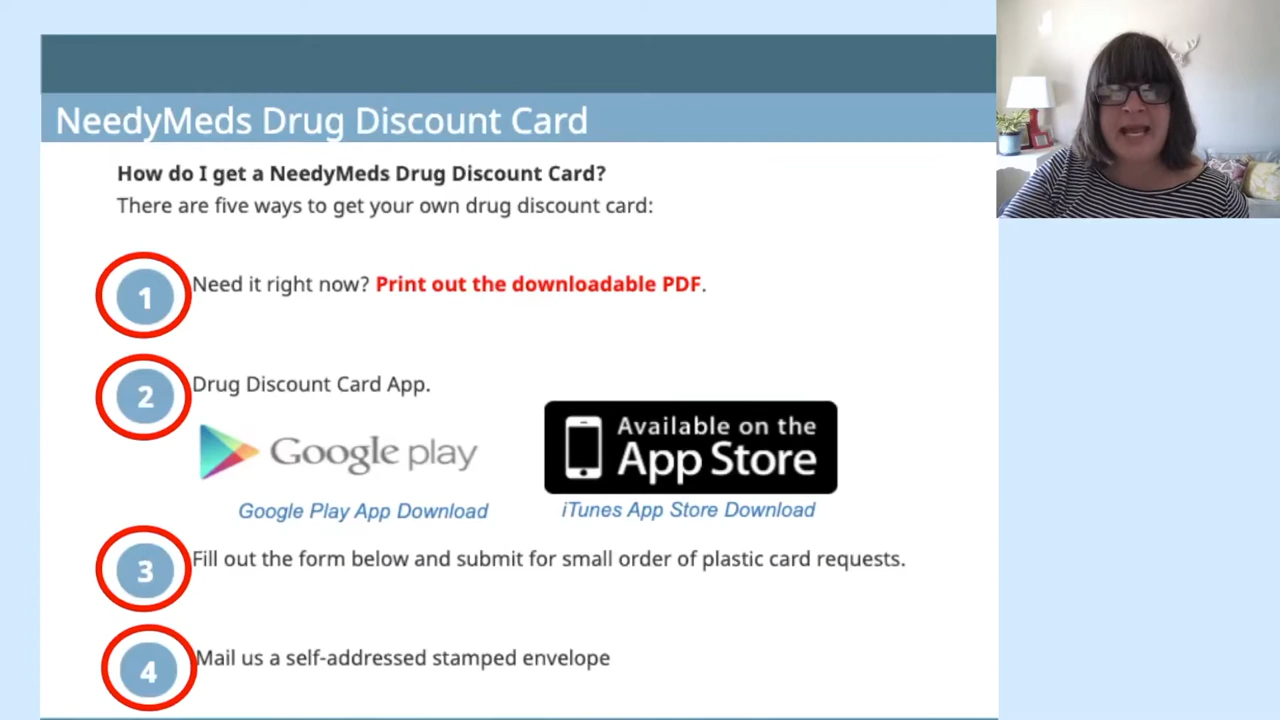 NeedyMeds Drug Discount Card
How do I get a NeedyMeds Drug Discount Card?
There are five ways to get your own drug discount card:
1 Need it right now? Print out the downloadable PDF.
2 Drug Discount Card App.
Google play
Available on the
App Store
Google Play App Download
iTunes App Store Download
3 Fill out the form below and submit for small order of plastic card requests.
4 Mail us a self-addressed stamped envelope